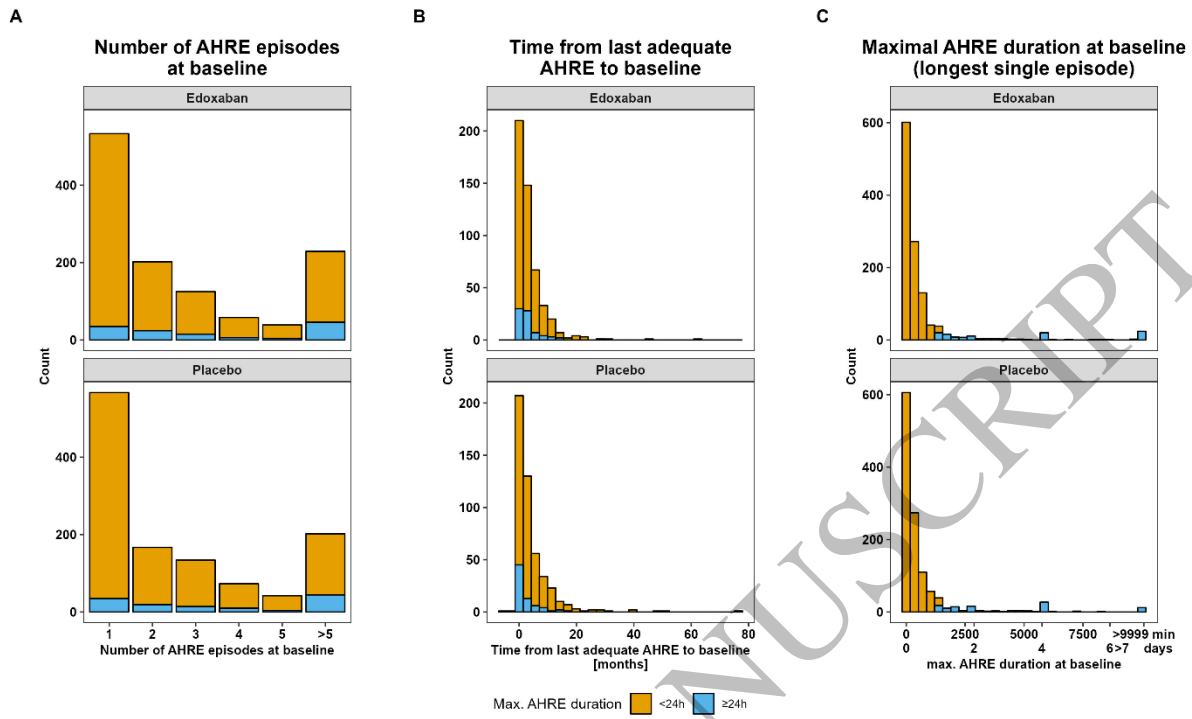 A
Number of AHRE episodes
at baseline
Edoxaban
400
200
0
Placebo
400
200
0
Count
1 2 3 4 5 >5
Number of AHRE episodes at baseline
B
Time from last adequate
AHRE to baseline
Edoxaban
200
150
100
50
0
Placebo
200
150
100
50
0
Count
0 20 40 60 80
Time from last adequate AHRE to baseline
[months]
C
Maximal AHRE duration at baseline
(longest single episode)
Edoxaban
600
400
200
0
Placebo
600
400
200
0
Count
0 2500 5000 7500 >9999 min
0 2 4 6 >7 days
max. AHRE duration at baseline
Max. AHRE duration <24h ≥24h
NUSCRIPT